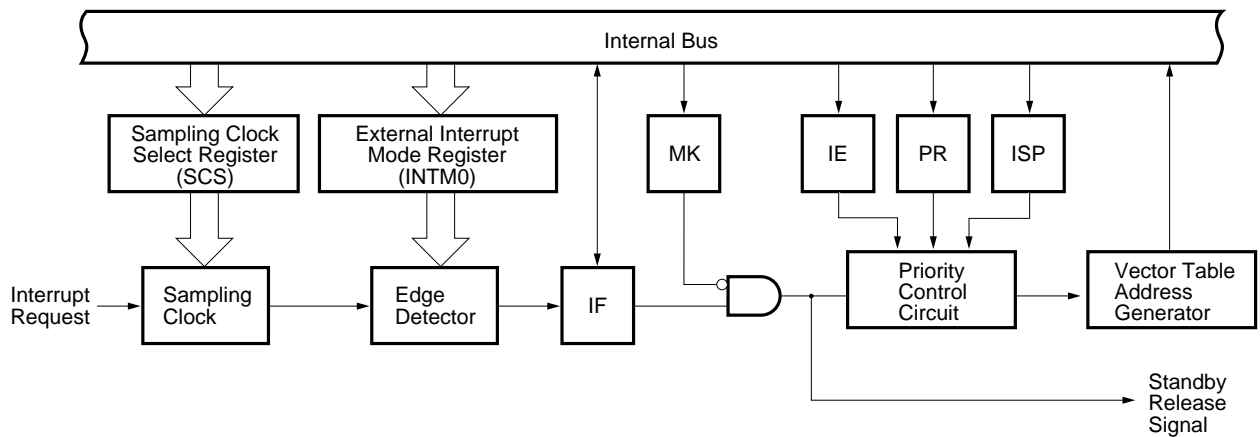 Internal Bus
Sampling Clock
Select Register
(SCS)
External Interrupt
Mode Register
(INTM0)
MK
IE
PR
ISP
Interrupt
Request
Sampling
Clock
Edge
Detector
IF
Priority
Control
Circuit
Vector Table
Address
Generator
Standby
Release
Signal